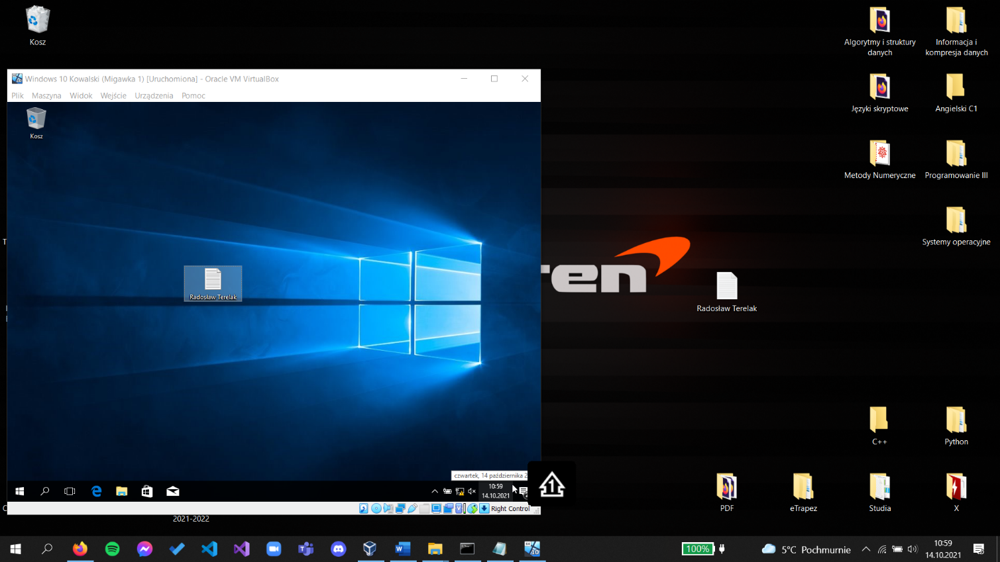 Kosz
Algorytmy i struktury
danych
Informacja i
kompresja danych
Windows 10 Kowalski (Migawka 1) [Uruchomiona] - Oracle VM VirtualBox
Plik Maszyna Widok Wejście Urządzenia Pomoc
Kosz
Języki skryptowe
Angielski C1
Metody Numeryczne
Programowanie III
Systemy operacyjne
Radosław Terelak
Radosław Terelak
C++
Python
czwartek, 14 października 2
10:59
14.10.2021
Right Control
PDF
eTrapez
Studia
X
2021-2022
100%
5°C Pochmurnie
10:59
14.10.2021